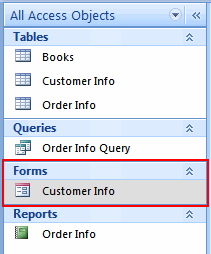 All Access Objects
Tables
Books
Customer Info
Order Info
Queries
Order Info Query
Forms
Customer Info
Reports
Order Info